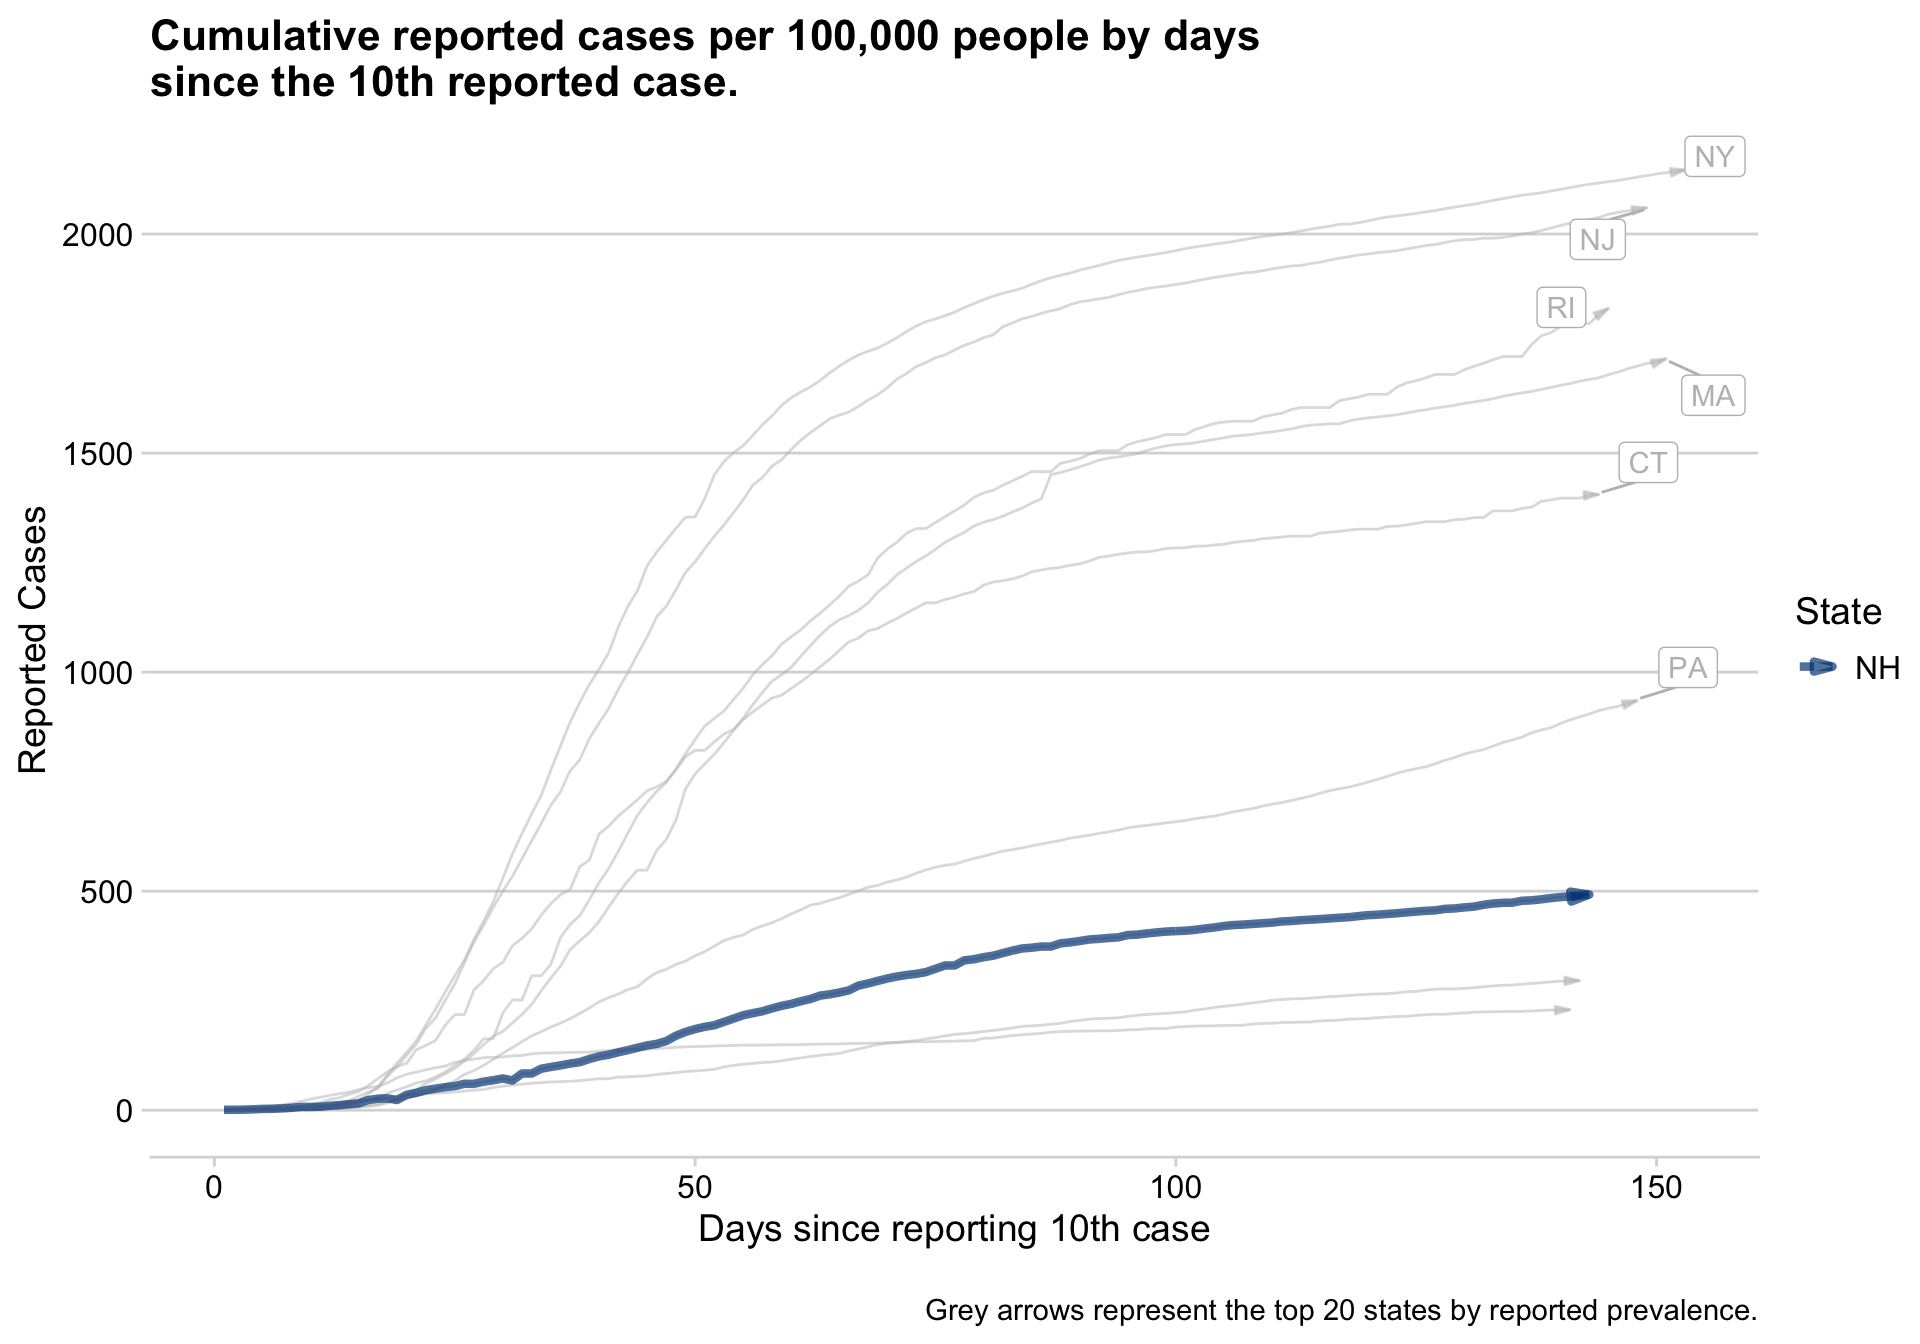 Cumulative reported cases per 100,000 people by days
since the 10th reported case.
NY
2000
NJ
RI
MA
1500
CT
Reported Cases
State
NH
1000
PA
500
0
0
50
100
150
Days since reporting 10th case
Grey arrows represent the top 20 states by reported prevalence.